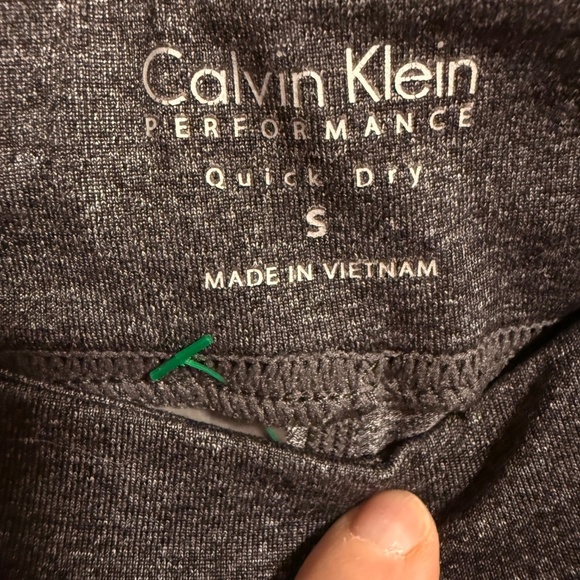 Calvin Klein
PERFORMANCE
Quick Dry
S
MADE IN VIETNAM